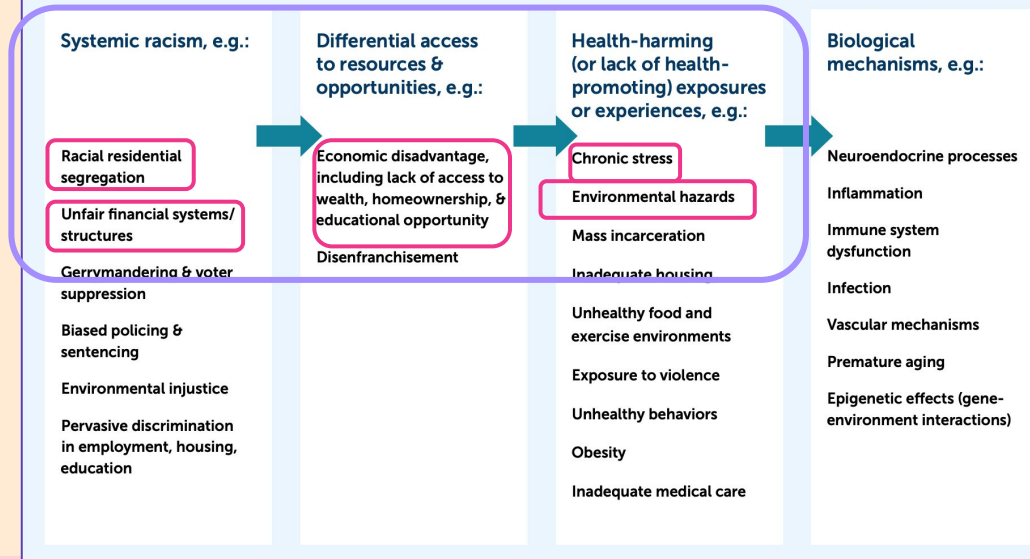 Systemic racism, e.g.:
Racial residential
segregation
Unfair financial systems/
structures
Gerrymandering & voter
suppression
Biased policing &
sentencing
Environmental injustice
Pervasive discrimination
in employment, housing,
education
Differential access
to resources &
opportunities, e.g.:
Economic disadvantage,
including lack of access to
wealth, homeownership, &
educational opportunity
Disenfranchisement
Health-harming
(or lack of health-
promoting) exposures
or experiences, e.g.:
Chronic stress
Environmental hazards
Mass incarceration
Inadequate housing
Unhealthy food and
exercise environments
Exposure to violence
Unhealthy behaviors
Obesity
Inadequate medical care
Biological
mechanisms, e.g.:
Neuroendocrine processes
Inflammation
Immune system
dysfunction
Infection
Vascular mechanisms
Premature aging
Epigenetic effects (gene-
environment interactions)